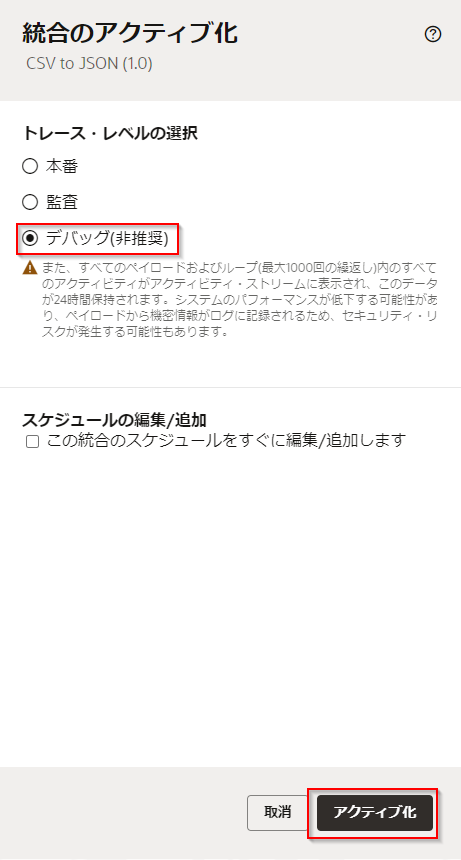 統合のアクティブ化
CSV to JSON (1.0)
トレース・レベルの選択
本番
監査
デバッグ(非推奨)
また、すべてのペイロードおよびループ(最大1000回の繰返し)内のすべて
のアクティビティがアクティビティ・ストリームに表示され、このデータ
が24時間保持されます。システムのパフォーマンスが低下する可能性があ
り、ペイロードから機密情報がログに記録されるため、セキュリティ・リ
スクが発生する可能性もあります。
スケジュールの編集/追加
この統合のスケジュールをすぐに編集/追加します
取消
アクティブ化